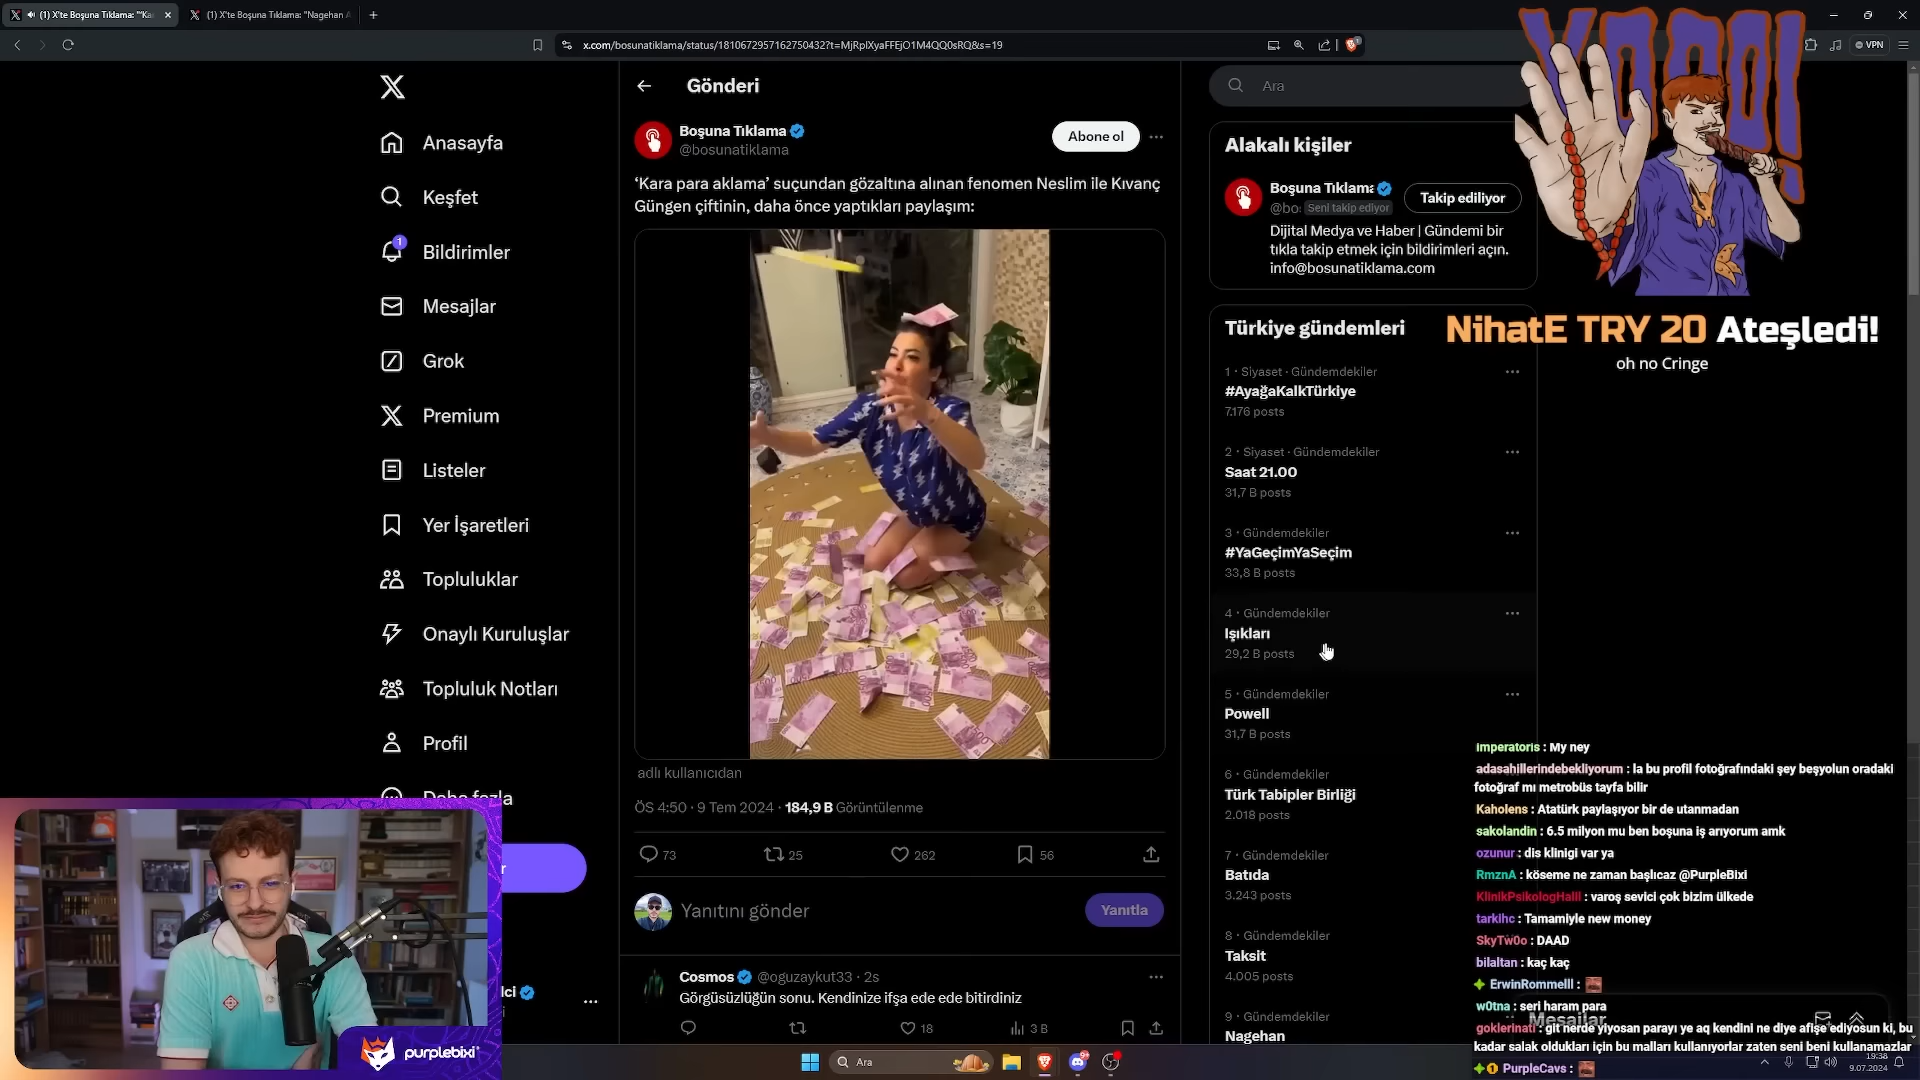 (1) X'te Boşuna Tıklama: "'Ka
(1) X'te Boşuna Tıklama: "Nagehan A
x.com/bosunatiklama/status/1810672957162750432?t=MjRplXyaFFEjO1M4QQ0sRQ&s=19
VPN
Anasayfa
Keşfet
1
Bildirimler
Mesajlar
Grok
Premium
Listeler
Yer İşaretleri
Topluluklar
Onaylı Kuruluşlar
Topluluk Notları
Profil
Daha fazla
Gönderi
Boşuna Tıklama
@bosunatiklama
Abone ol
‘Kara para aklama’ suçundan gözaltına alınan fenomen Neslim ile Kıvanç
Güngen çiftinin, daha önce yaptıkları paylaşım:
adlı kullanıcıdan
ÖS 4:50 · 9 Tem 2024 · 184,9 B Görüntülenme
73 25 262 56
Yanıtını gönder
Yanıtla
Cosmos @oguzaykut33 · 2s
Görgüsüzlüğün sonu. Kendinize ifşa ede ede bitirdiniz
18 3 B
Ara
Alakalı kişiler
Boşuna Tıklama
@bo: Seni takip ediyor
Takip ediliyor
Dijital Medya ve Haber | Gündemi bir
tıkla takip etmek için bildirimleri açın.
info@bosunatiklama.com
Türkiye gündemleri
1 · Siyaset · Gündemdekiler
#AyağaKalkTürkiye
7.176 posts
2 · Siyaset · Gündemdekiler
Saat 21.00
31,7 B posts
3 · Gündemdekiler
#YaGeçimYaSeçim
33,8 B posts
4 · Gündemdekiler
Işıkları
29,2 B posts
5 · Gündemdekiler
Powell
31,7 B posts
6 · Gündemdekiler
Türk Tabipler Birliği
2.018 posts
7 · Gündemdekiler
Batıda
3.243 posts
8 · Gündemdekiler
Taksit
4.005 posts
9 · Gündemdekiler
Nagehan
Mesajlar
NihatE TRY 20 Ateşledi!
oh no Cringe
imperatoris : My ney
adasahillerindebekliyorum : la bu profil fotoğrafındaki şey beşyolun oradaki
fotoğraf mı metrobüs tayfa bilir
Kaholens : Atatürk paylaşıyor bir de utanmadan
sakolandin : 6.5 milyon mu ben boşuna iş arıyorum amk
ozunur : dis klinigi var ya
RmznA : köseme ne zaman başlıcaz @PurpleBixi
KlinikPsikologHalil : varoş sevici çok bizim ülkede
tarkihc : Tamamiyle new money
SkyTw0o : DAAD
bilaltan : kaç kaç
ErwinRommelll :
w0tna : seri haram para
goklerinati : git nerde yiyosan parayı ye aq kendini ne diye afişe ediyosun ki, bu
kadar salak oldukları için bu malları kullanıyorlar zaten seni beni kullanamazlar
PurpleCavs :
lci
purplebixi
Ara
19:38
9.07.2024